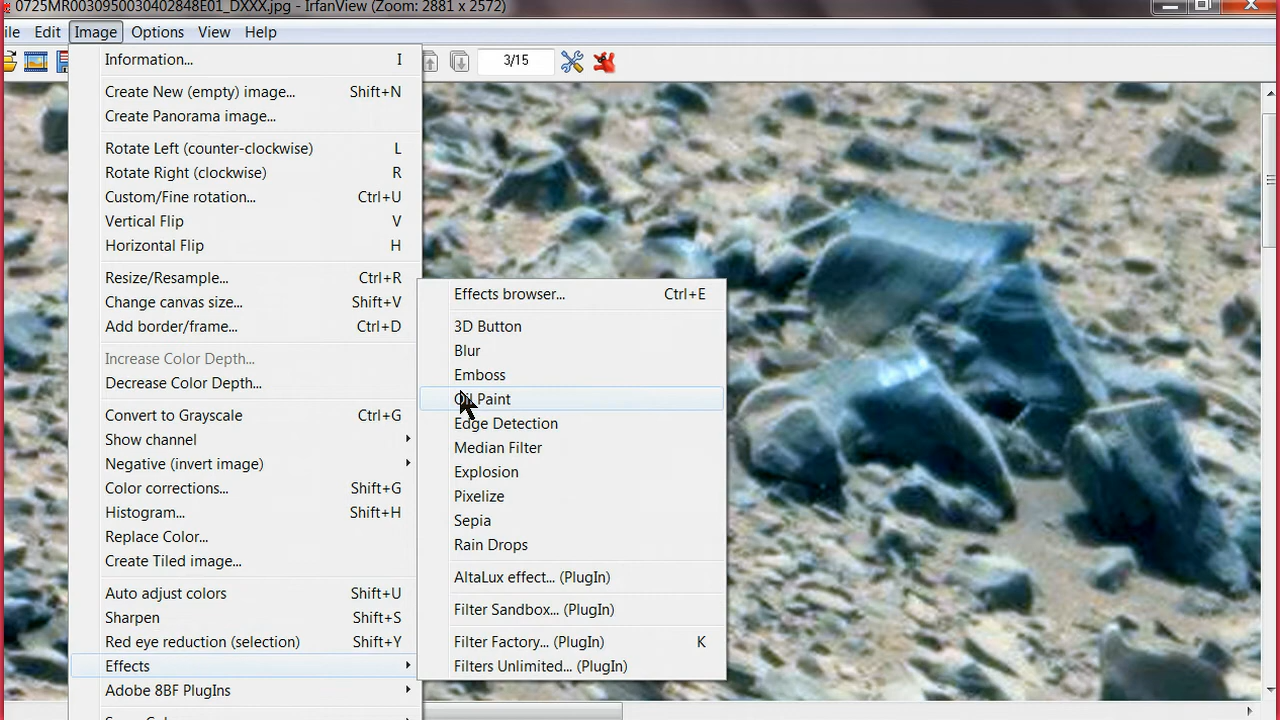 0725MR0030950030402848E01_DXXX.jpg - IrfanView (Zoom: 2881 x 2572)
ile Edit Image Options View Help
3/15
Information... I
Create New (empty) image... Shift+N
Create Panorama image...
Rotate Left (counter-clockwise) L
Rotate Right (clockwise) R
Custom/Fine rotation... Ctrl+U
Vertical Flip V
Horizontal Flip H
Resize/Resample... Ctrl+R
Change canvas size... Shift+V
Add border/frame... Ctrl+D
Increase Color Depth...
Decrease Color Depth...
Convert to Grayscale Ctrl+G
Show channel
Negative (invert image)
Color corrections... Shift+G
Histogram... Shift+H
Replace Color...
Create Tiled image...
Auto adjust colors Shift+U
Sharpen Shift+S
Red eye reduction (selection) Shift+Y
Effects
Adobe 8BF PlugIns
Effects browser... Ctrl+E
3D Button
Blur
Emboss
Oil Paint
Edge Detection
Median Filter
Explosion
Pixelize
Sepia
Rain Drops
AltaLux effect... (PlugIn)
Filter Sandbox... (PlugIn)
Filter Factory... (PlugIn) K
Filters Unlimited... (PlugIn)